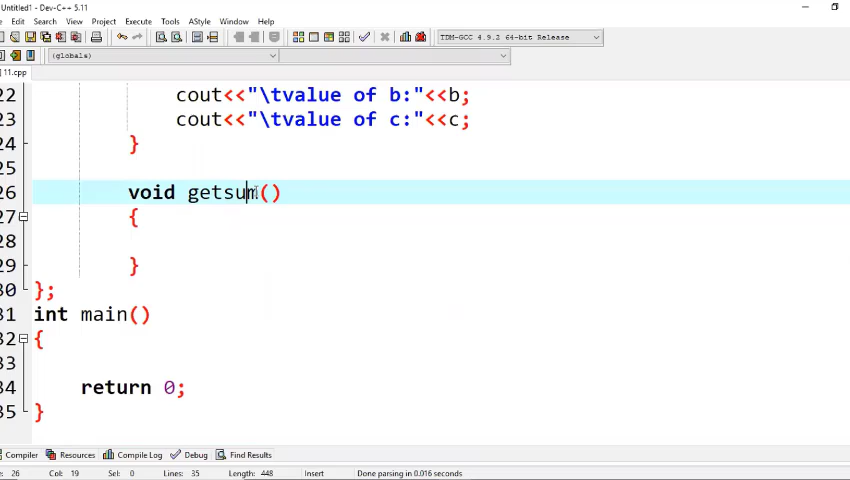 Untitled1 - Dev-C++ 5.11
Edit Search View Project Execute Tools AStyle Window Help
TDM-GCC 4.9.2 64-bit Release
(globals)
11.cpp
22 cout<<"\tvalue of b:"<<b;
23 cout<<"\tvalue of c:"<<c;
24 }
25
26 void getsum()
27 {
28
29 }
30 };
31 int main()
32 {
33
34 return 0;
35 }
Compiler Resources Compile Log Debug Find Results
26 Col: 19 Sel: 0 Lines: 35 Length: 448 Insert Done parsing in 0.016 seconds